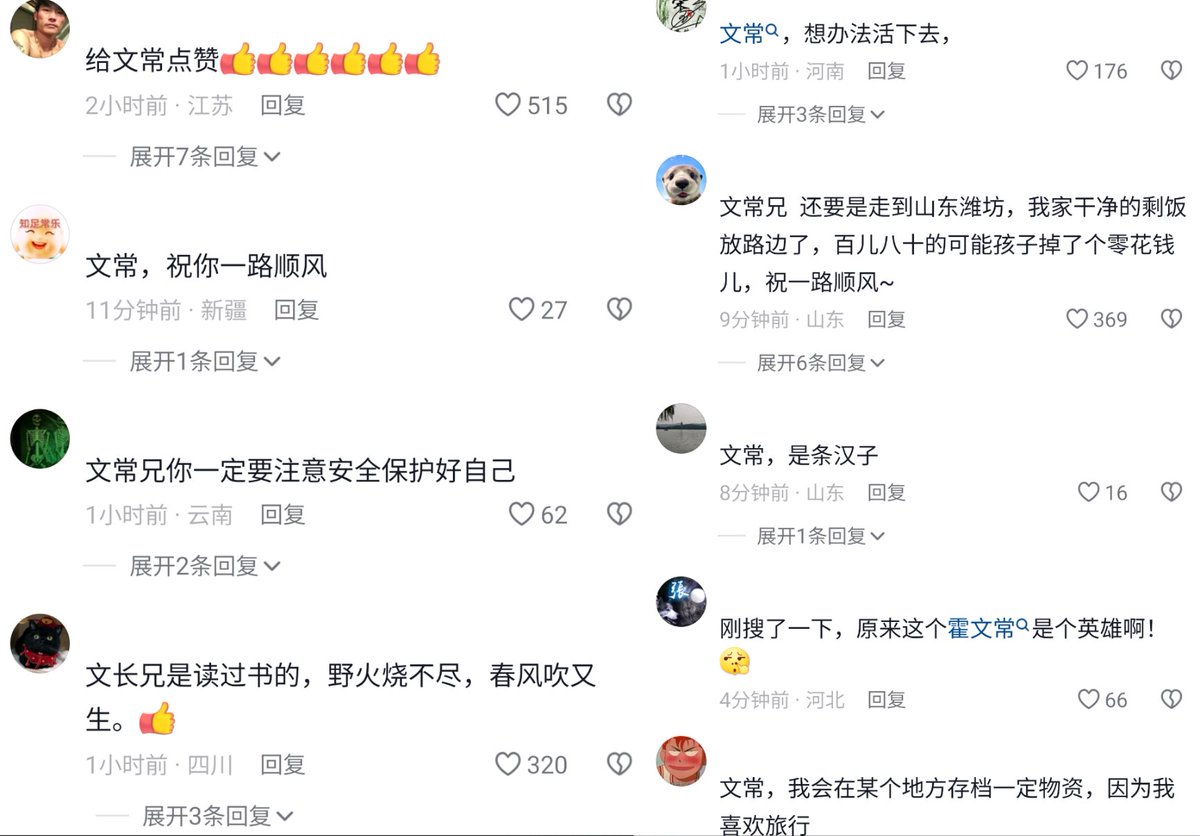 给文常点赞👍👍👍👍👍👍
2小时前 · 江苏 回复 515
展开7条回复
知足常乐
文常，祝你一路顺风
11分钟前 · 新疆 回复 27
展开1条回复
文常兄你一定要注意安全保护好自己
1小时前 · 云南 回复 62
展开2条回复
文长兄是读过书的，野火烧不尽，春风吹又
生。👍
1小时前 · 四川 回复 320
展开3条回复
文常，想办法活下去，
1小时前 · 河南 回复 176
展开3条回复
文常兄 还要是走到山东潍坊，我家干净的剩饭
放路边了，百儿八十的可能孩子掉了个零花钱
儿，祝一路顺风~
9分钟前 · 山东 回复 369
展开6条回复
文常，是条汉子
8分钟前 · 山东 回复 16
展开1条回复
張
刚搜了一下，原来这个霍文常是个英雄啊！
4分钟前 · 河北 回复 66
文常，我会在某个地方存档一定物资，因为我
喜欢旅行